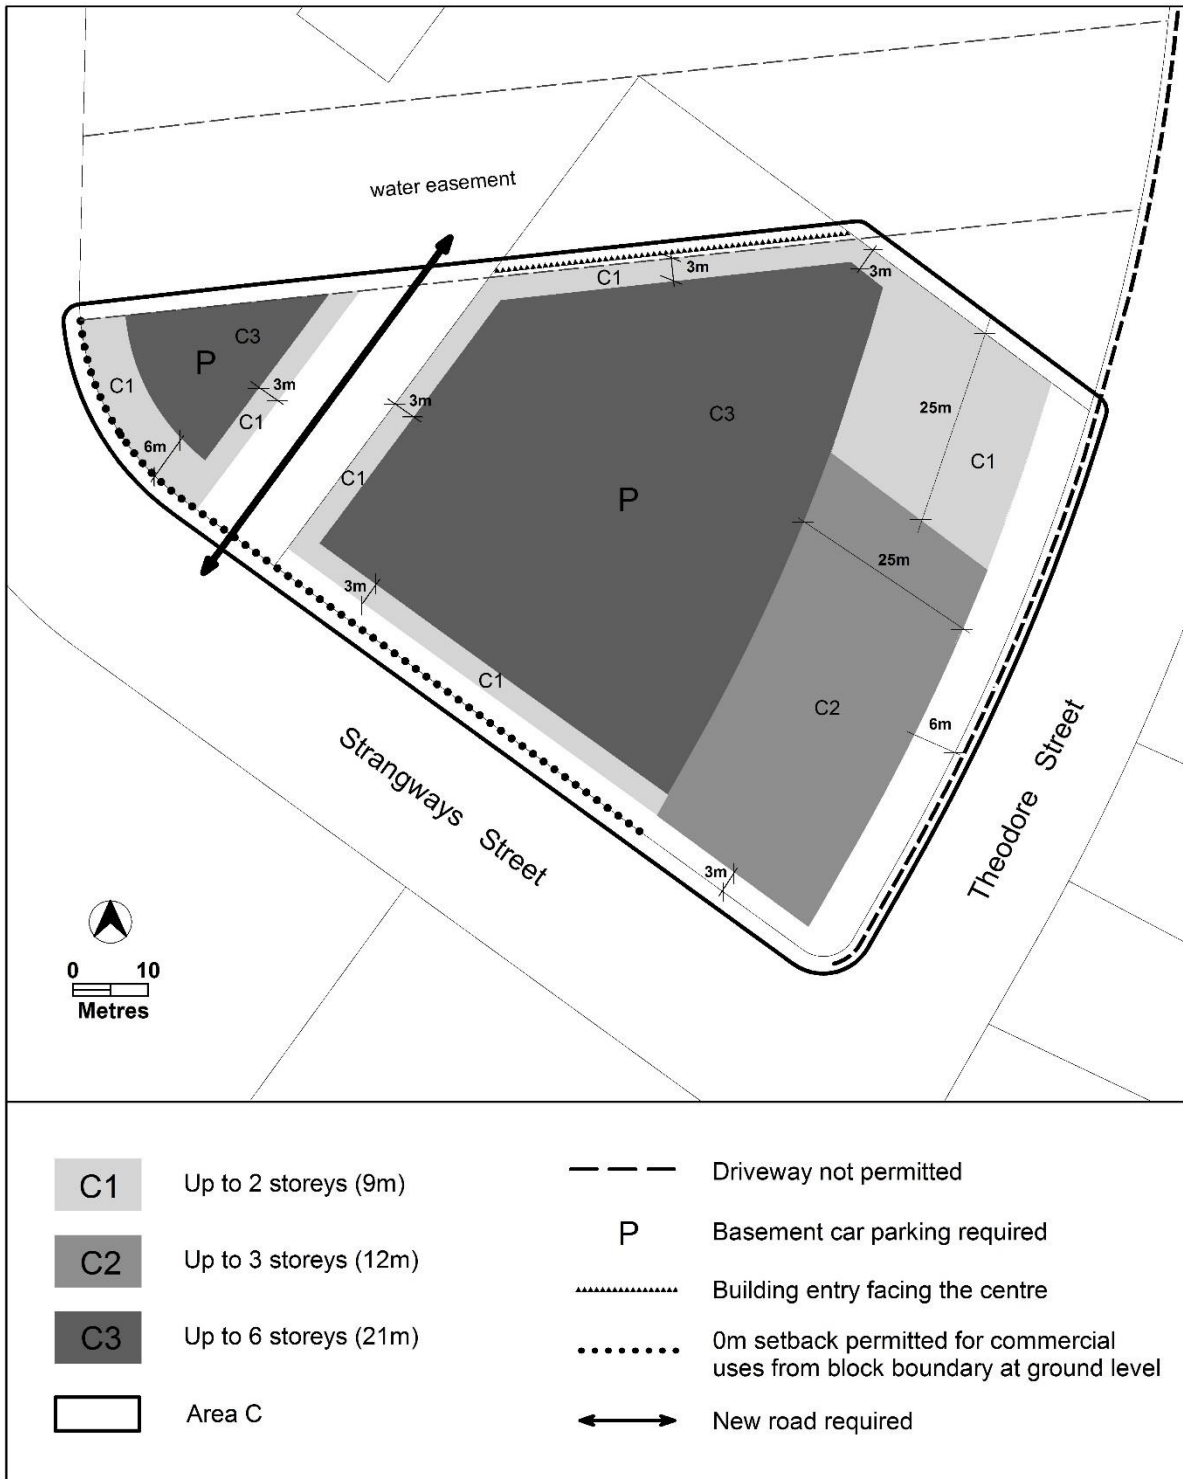 water easement
C1
3m
3m
C3
P
C1
3m
C1
6m
3m
C1
C3
P
25m
C1
25m
3m
C1
C2
6m
3m
Strangways Street
Theodore Street
0 10
Metres
C1 Up to 2 storeys (9m)
C2 Up to 3 storeys (12m)
C3 Up to 6 storeys (21m)
Area C
Driveway not permitted
P Basement car parking required
Building entry facing the centre
0m setback permitted for commercial
uses from block boundary at ground level
New road required